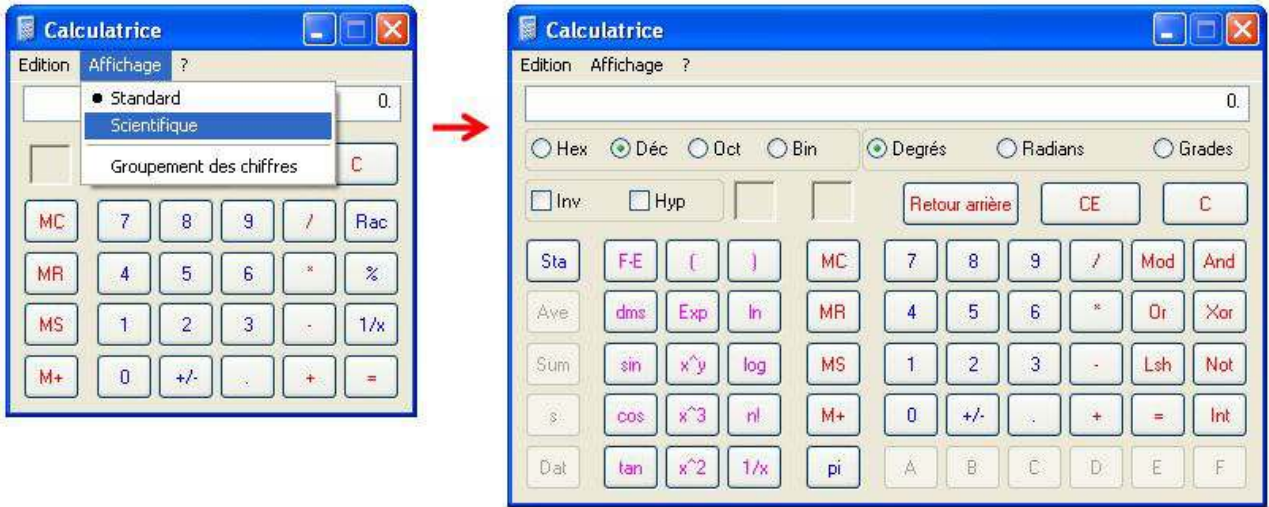 Calculatrice
Edition Affichage ?
Standard
0.
Scientifique
Groupement des chiffres
C
MC 7 8 9 / Rac
MR 4 5 6 * %
MS 1 2 3 - 1/x
M+ 0 +/- . + =
Calculatrice
Edition Affichage ?
0.
Hex Déc Oct Bin Degrés Radians Grades
Inv Hyp Retour arrière CE C
Sta F-E ( ) MC 7 8 9 / Mod And
Ave dms Exp ln MR 4 5 6 * Or Xor
Sum sin x^y log MS 1 2 3 - Lsh Not
s cos x^3 n! M+ 0 +/- . + = Int
Dat tan x^2 1/x pi A B C D E F